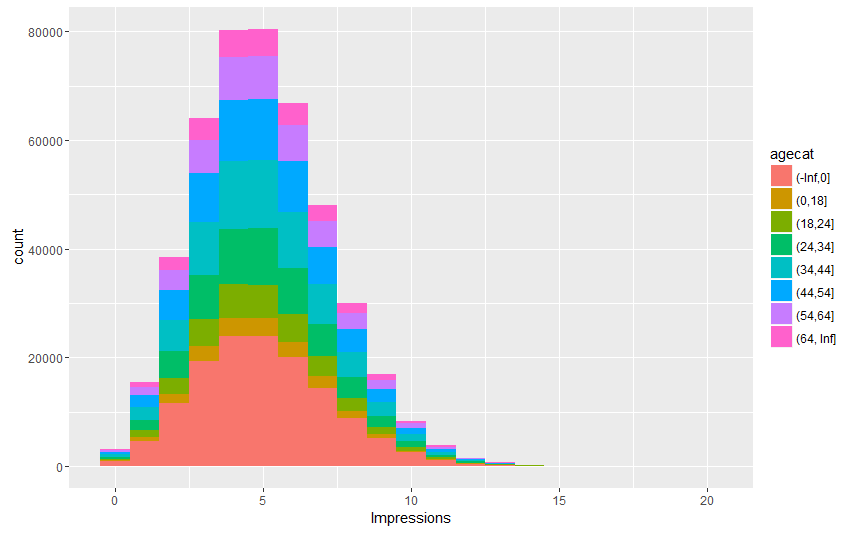 80000
60000
40000
20000
0
count
0 5 10 15 20
Impressions
agecat
(-Inf,0]
(0,18]
(18,24]
(24,34]
(34,44]
(44,54]
(54,64]
(64, Inf]